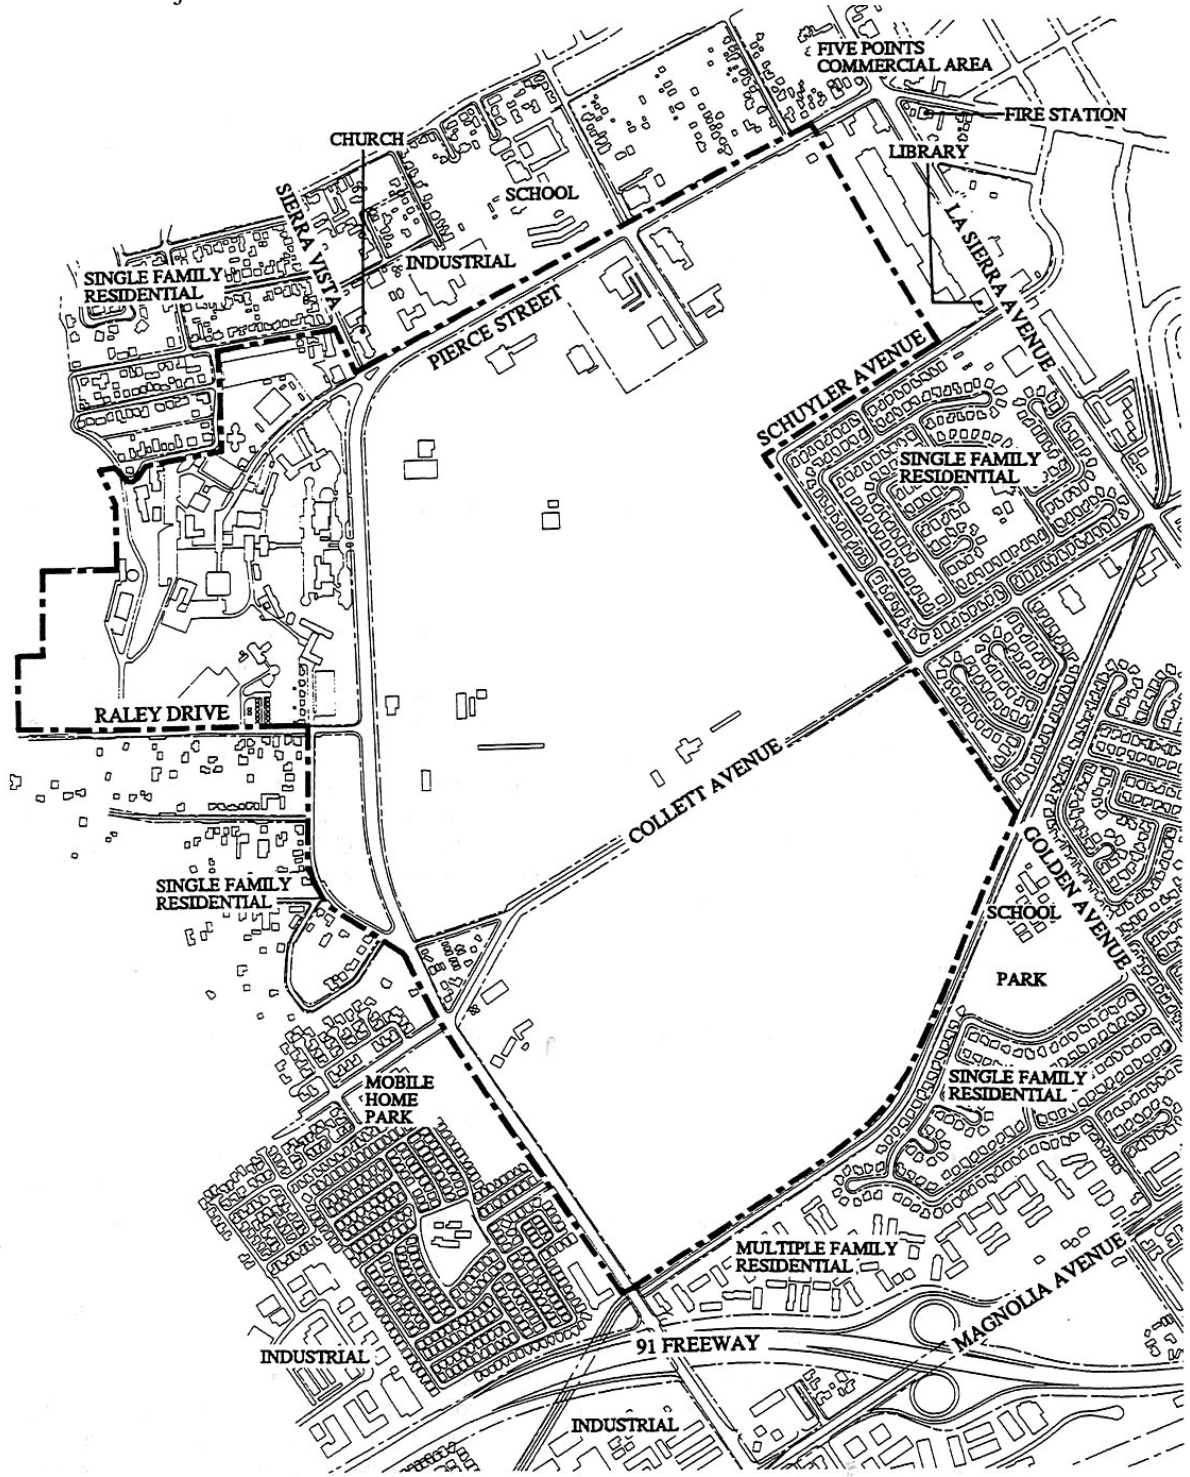 FIVE POINTS
COMMERCIAL AREA
FIRE STATION
CHURCH
LIBRARY
SCHOOL
SIERRA VISTA
LA SIERRA AVENUE
SINGLE FAMILY
RESIDENTIAL
INDUSTRIAL
PIERCE STREET
SCHUYLER AVENUE
SINGLE FAMILY
RESIDENTIAL
RALEY DRIVE
COLLETT AVENUE
GOLDEN AVENUE
SINGLE FAMILY
RESIDENTIAL
SCHOOL
PARK
MOBILE
HOME
PARK
SINGLE FAMILY
RESIDENTIAL
MULTIPLE FAMILY
RESIDENTIAL
MAGNOLIA AVENUE
91 FREEWAY
INDUSTRIAL
INDUSTRIAL